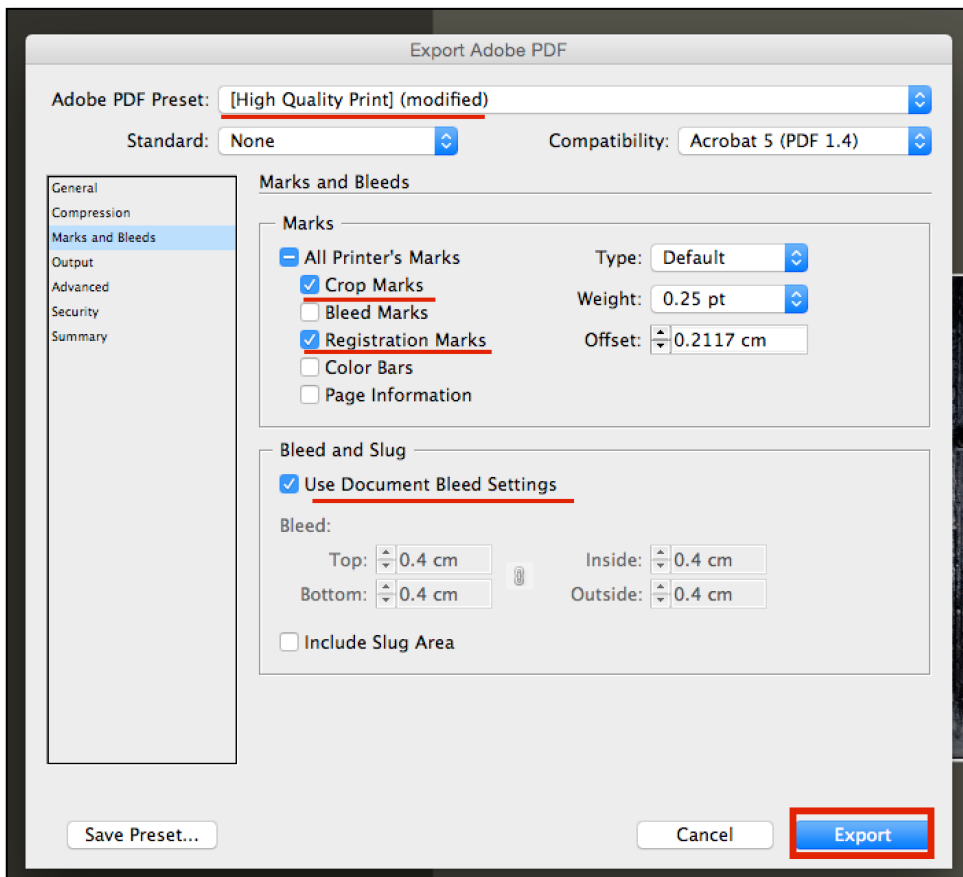 Export Adobe PDF
Adobe PDF Preset: [High Quality Print] (modified)
Standard: None Compatibility: Acrobat 5 (PDF 1.4)
General
Compression
Marks and Bleeds
Output
Advanced
Security
Summary
Marks and Bleeds
Marks
All Printer's Marks
Crop Marks
Bleed Marks
Registration Marks
Color Bars
Page Information
Type: Default
Weight: 0.25 pt
Offset: 0.2117 cm
Bleed and Slug
Use Document Bleed Settings
Bleed:
Top: 0.4 cm Inside: 0.4 cm
Bottom: 0.4 cm Outside: 0.4 cm
Include Slug Area
Save Preset... Cancel Export